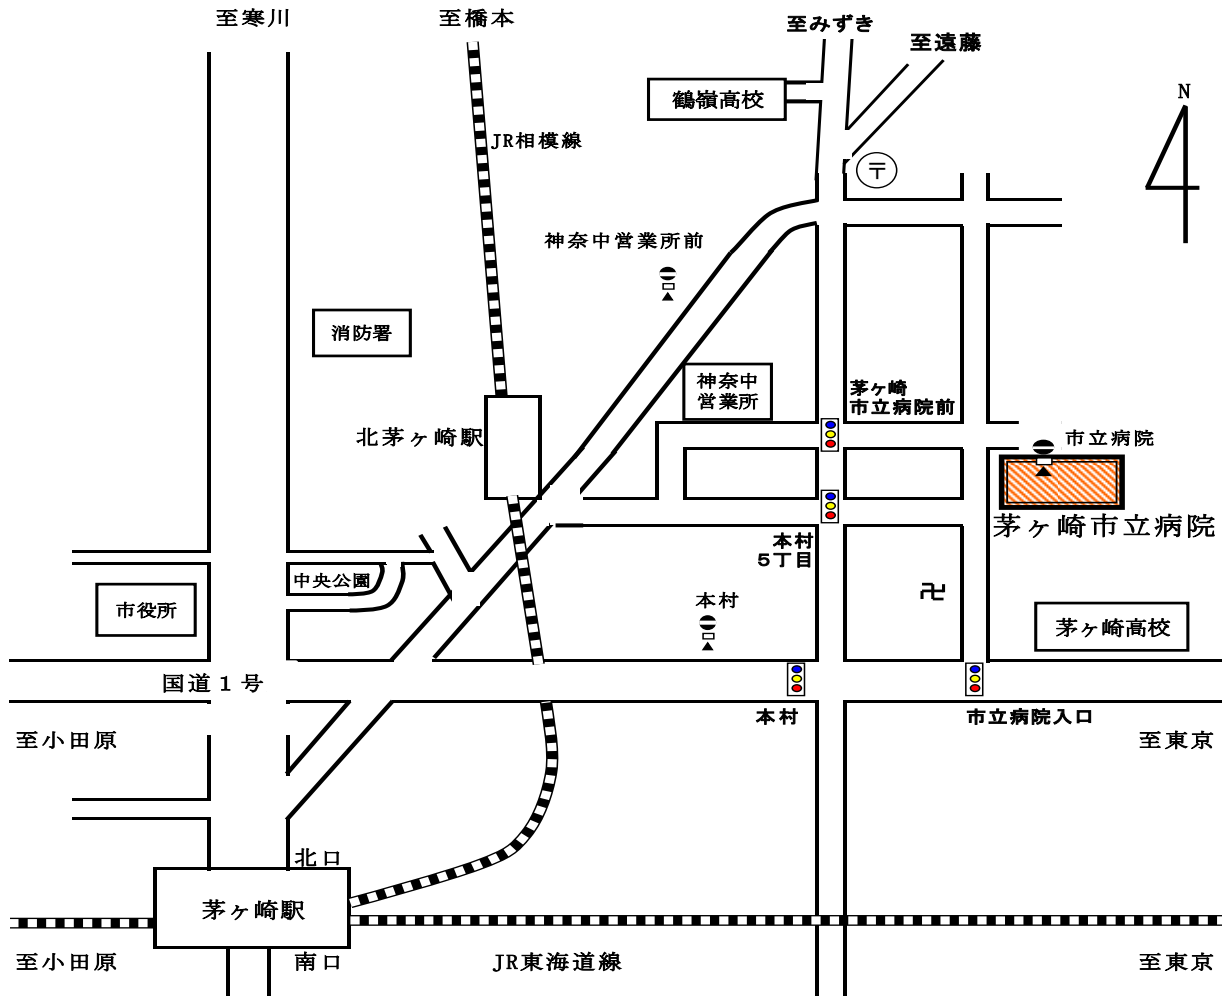 至寒川
至橋本
至みずき
至遠藤
鶴嶺高校
N
JR相模線
〒
神奈中営業所前
消防署
神奈中
営業所
茅ヶ崎
市立病院前
北茅ヶ崎駅
市立病院
茅ヶ崎市立病院
本村
5丁目
中央公園
市役所
本村
卍
茅ヶ崎高校
国道1号
本村
市立病院入口
至小田原
至東京
北口
茅ヶ崎駅
至小田原
南口
JR東海道線
至東京